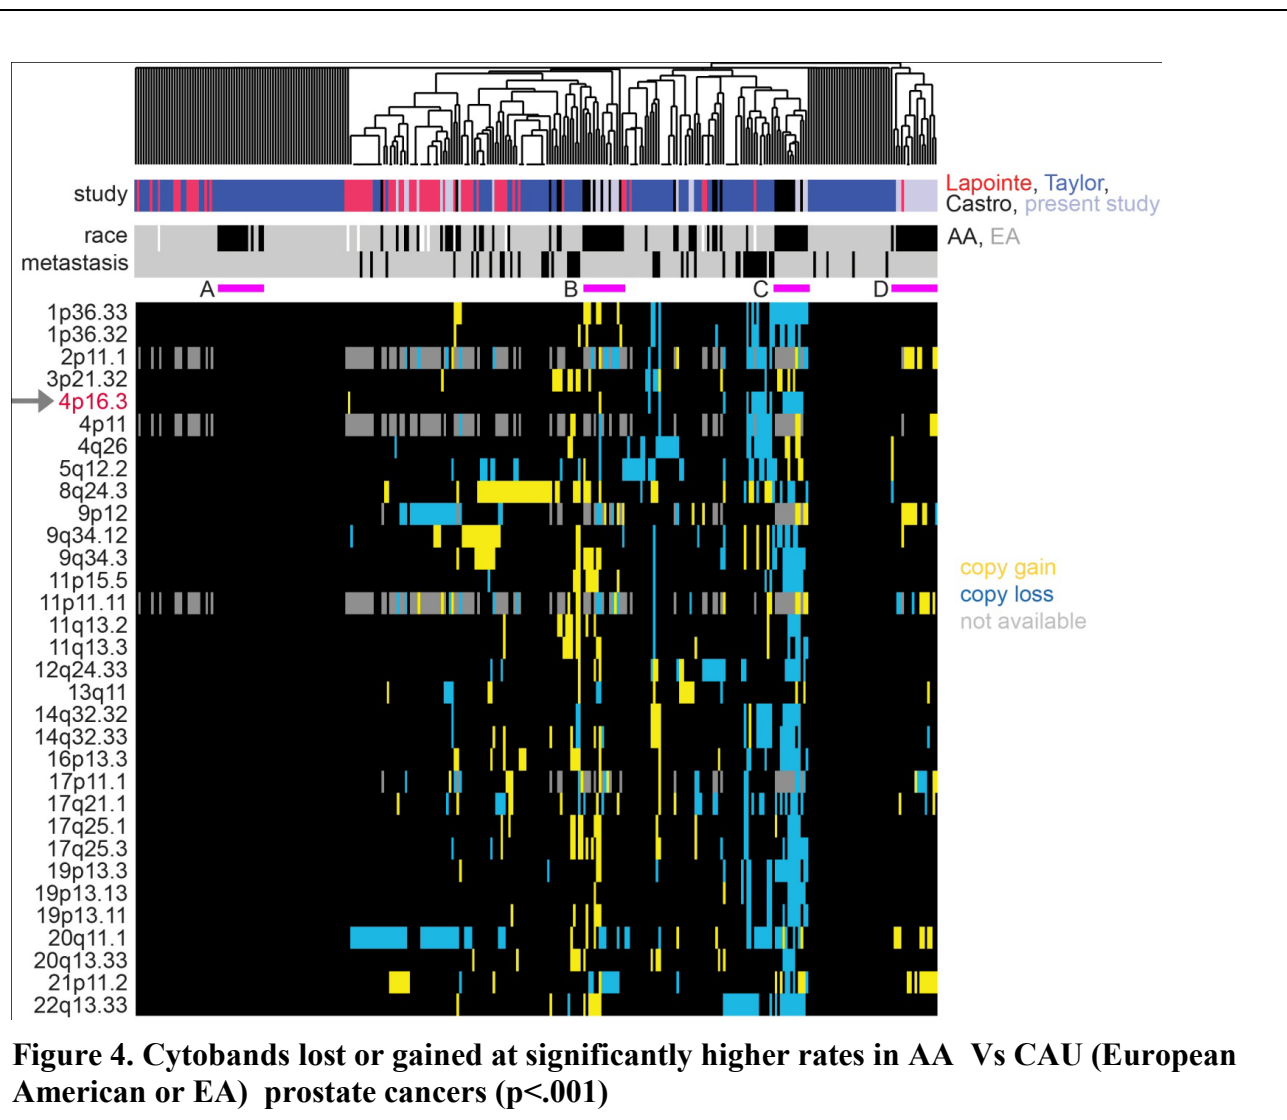 study
Lapointe, Taylor,
Castro, present study
race
AA, EA
metastasis
A B C D
1p36.33
1p36.32
2p11.1
3p21.32
4p16.3
4p11
4q26
5q12.2
8q24.3
9p12
9q34.12
9q34.3
11p15.5
11p11.11
11q13.2
11q13.3
12q24.33
13q11
14q32.32
14q32.33
16p13.3
17p11.1
17q21.1
17q25.1
17q25.3
19p13.3
19p13.13
19p13.11
20q11.1
20q13.33
21p11.2
22q13.33
copy gain
copy loss
not available
Figure 4. Cytobands lost or gained at significantly higher rates in AA Vs CAU (European
American or EA) prostate cancers (p<.001)